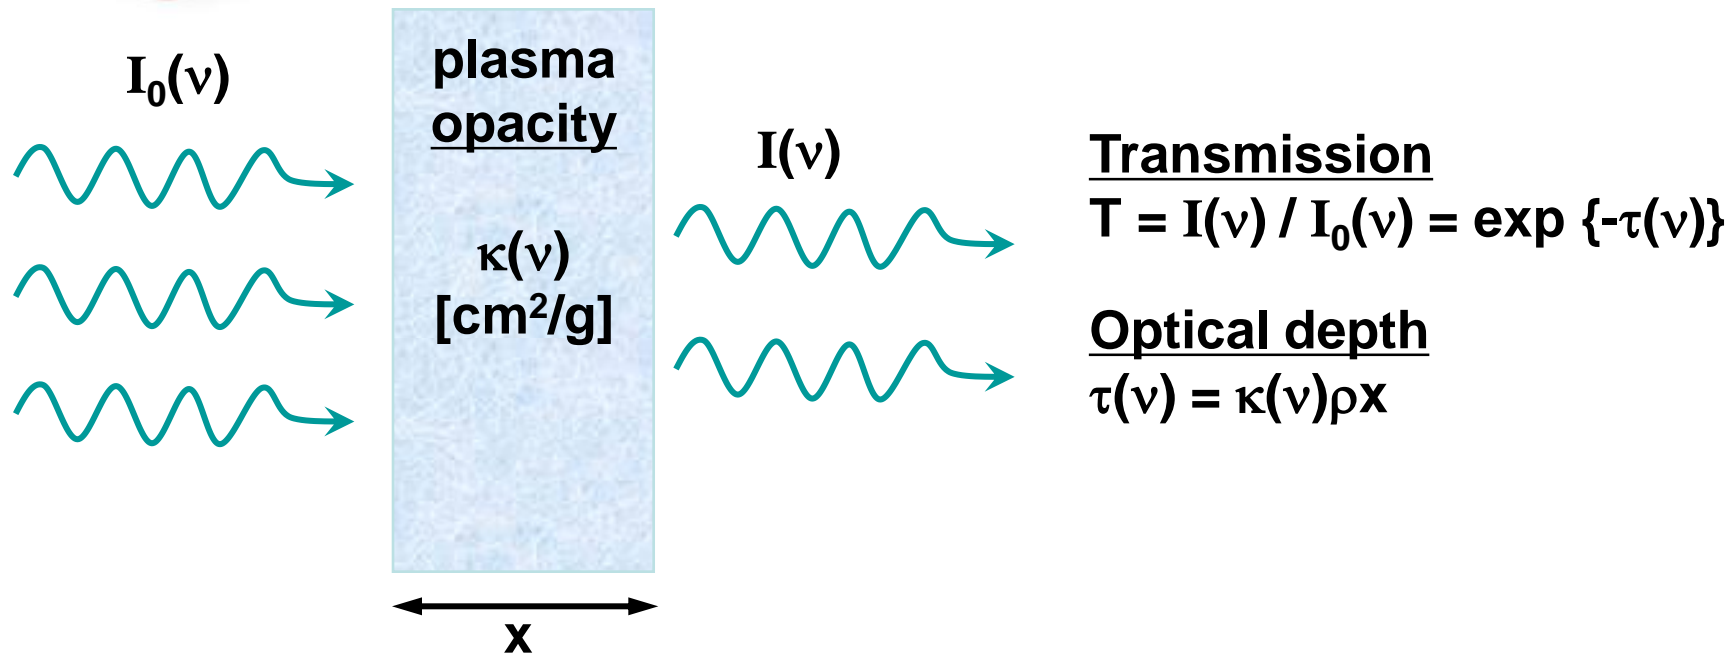 I₀(ν)
plasma
opacity
κ(ν)
[cm²/g]
x
I(ν)
Transmission
T = I(ν) / I₀(ν) = exp {-τ(ν)}
Optical depth
τ(ν) = κ(ν)ρx